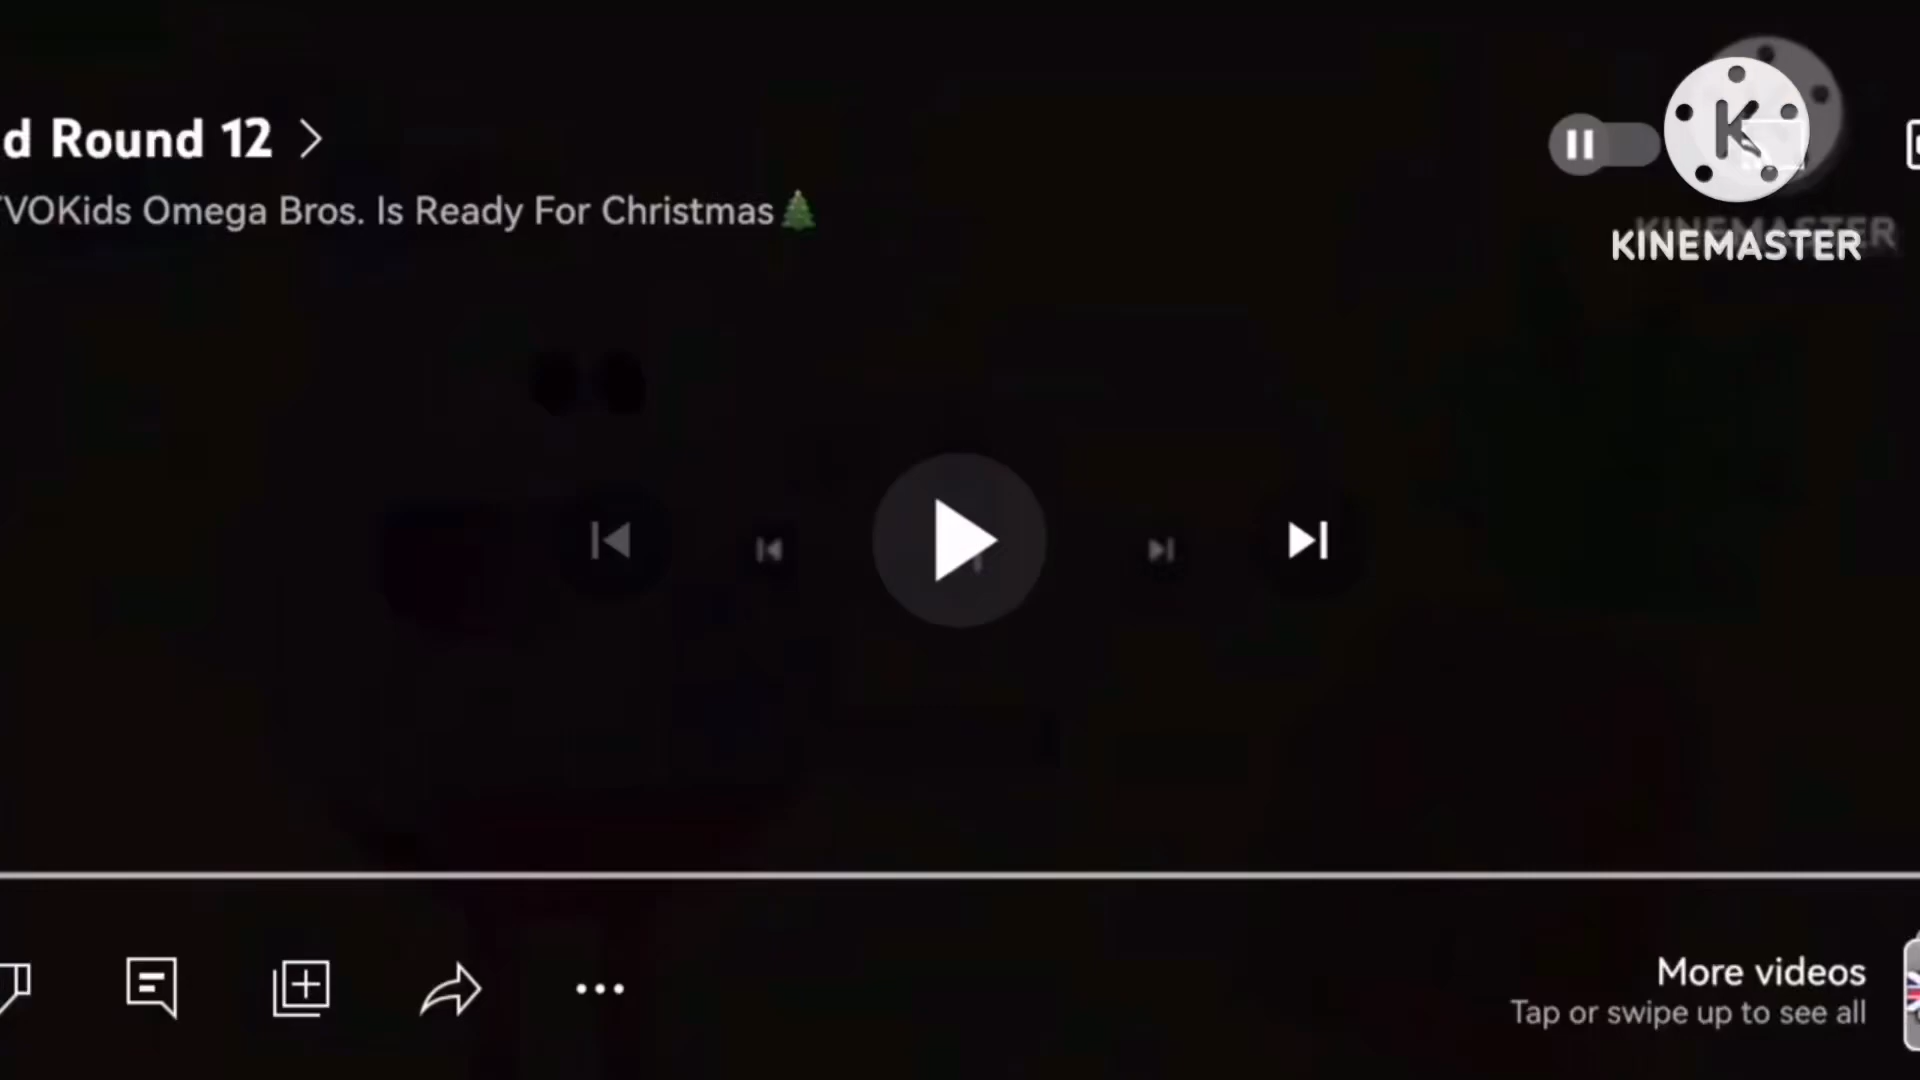 d Round 12
VOKids Omega Bros. Is Ready For Christmas🎄
KINEMASTER
KINEMASTER
More videos
Tap or swipe up to see all